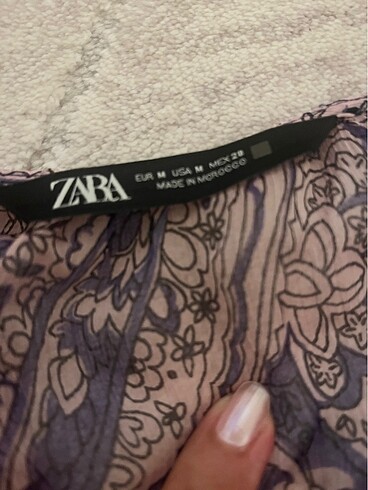 ZARA
EUR M USA M MEX 28
MADE IN MOROCCO